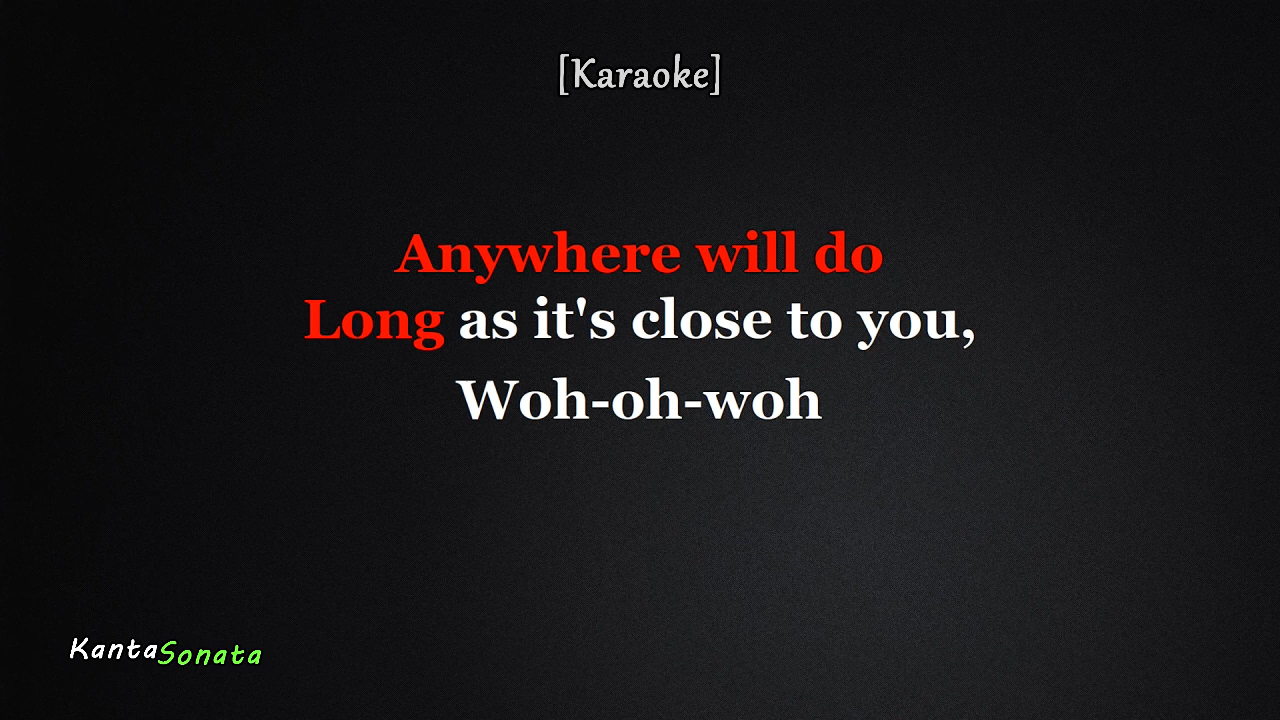 [Karaoke]
Anywhere will do
Long as it's close to you,
Woh-oh-woh
KantaSonata